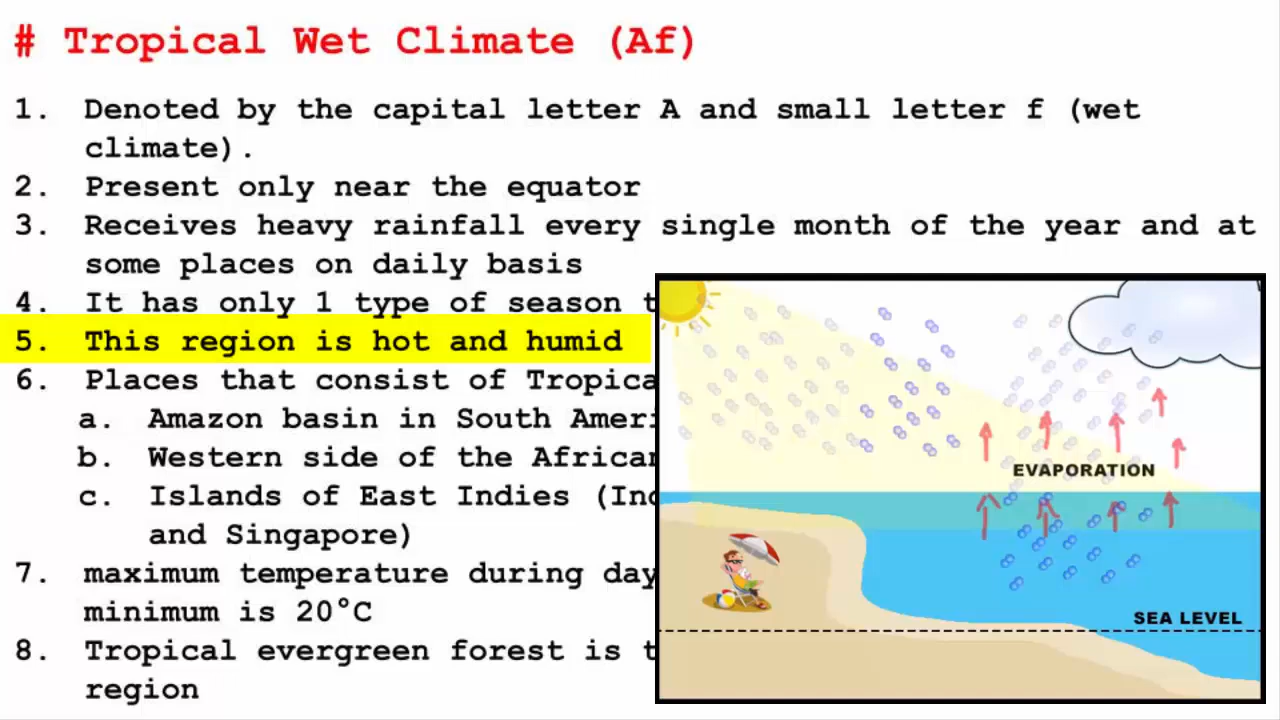 # Tropical Wet Climate (Af)
1. Denoted by the capital letter A and small letter f (wet
climate).
2. Present only near the equator
3. Receives heavy rainfall every single month of the year and at
some places on daily basis
4. It has only 1 type of season
5. This region is hot and humid
6. Places that consist of
a. Amazon basin in South
b. Western side of the
c. Islands of East Indies
and Singapore)
7. maximum temperature during
minimum is 20°C
8. Tropical evergreen forest is
region
EVAPORATION
SEA LEVEL